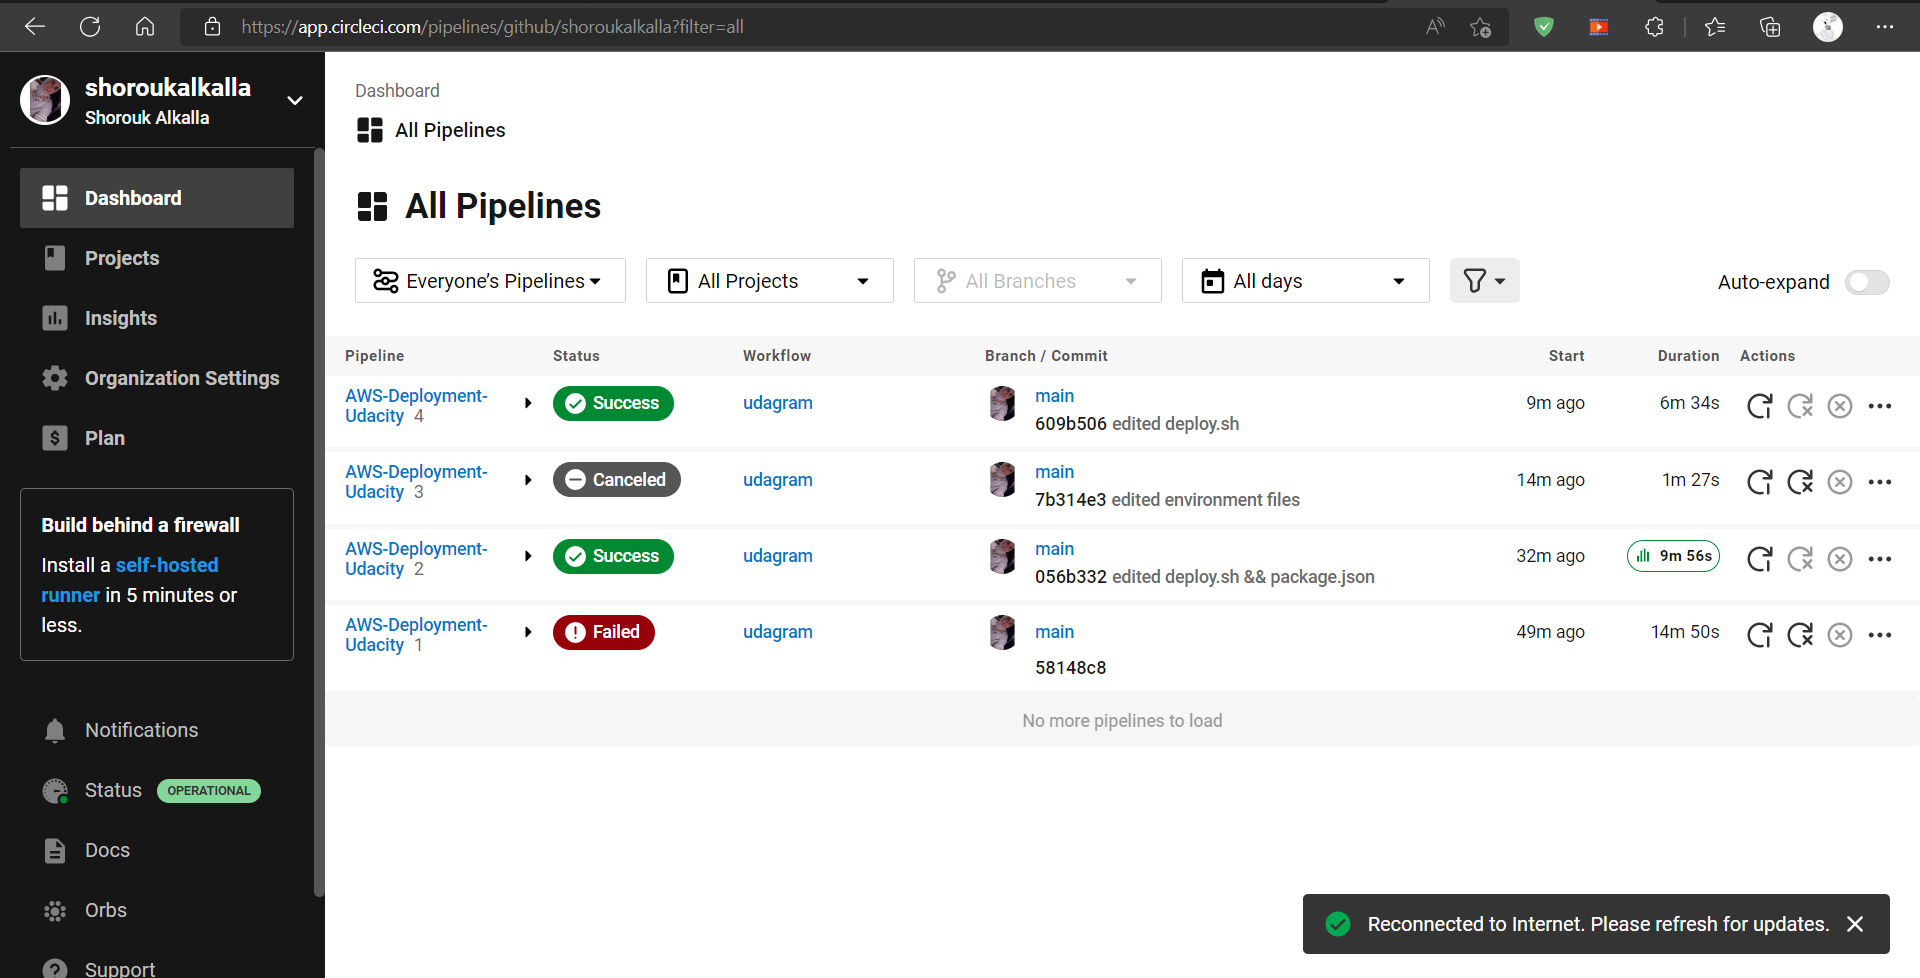 https://app.circleci.com/pipelines/github/shoroukalkalla?filter=all
shoroukalkalla
Shorouk Alkalla
Dashboard
Projects
Insights
Organization Settings
Plan
Build behind a firewall
Install a self-hosted
runner in 5 minutes or
less.
Notifications
Status OPERATIONAL
Docs
Orbs
Support
Dashboard
All Pipelines
All Pipelines
Everyone’s Pipelines
All Projects
All Branches
All days
Auto-expand
Pipeline Status Workflow Branch / Commit Start Duration Actions
AWS-Deployment-
Udacity 4
Success
udagram
main
609b506 edited deploy.sh
9m ago
6m 34s
AWS-Deployment-
Udacity 3
Canceled
udagram
main
7b314e3 edited environment files
14m ago
1m 27s
AWS-Deployment-
Udacity 2
Success
udagram
main
056b332 edited deploy.sh && package.json
32m ago
9m 56s
AWS-Deployment-
Udacity 1
Failed
udagram
main
58148c8
49m ago
14m 50s
No more pipelines to load
Reconnected to Internet. Please refresh for updates.